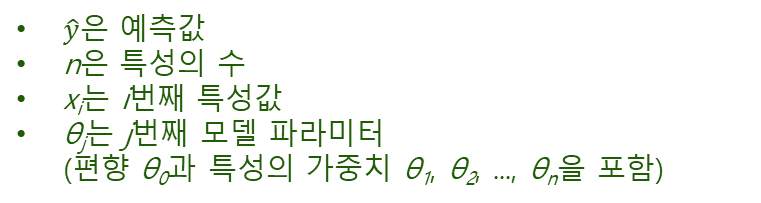 • ŷ은 예측값
• n은 특성의 수
• xᵢ는 i번째 특성값
• θⱼ는 j번째 모델 파라미터
(편향 θ₀과 특성의 가중치 θ₁, θ₂, ..., θₙ을 포함)